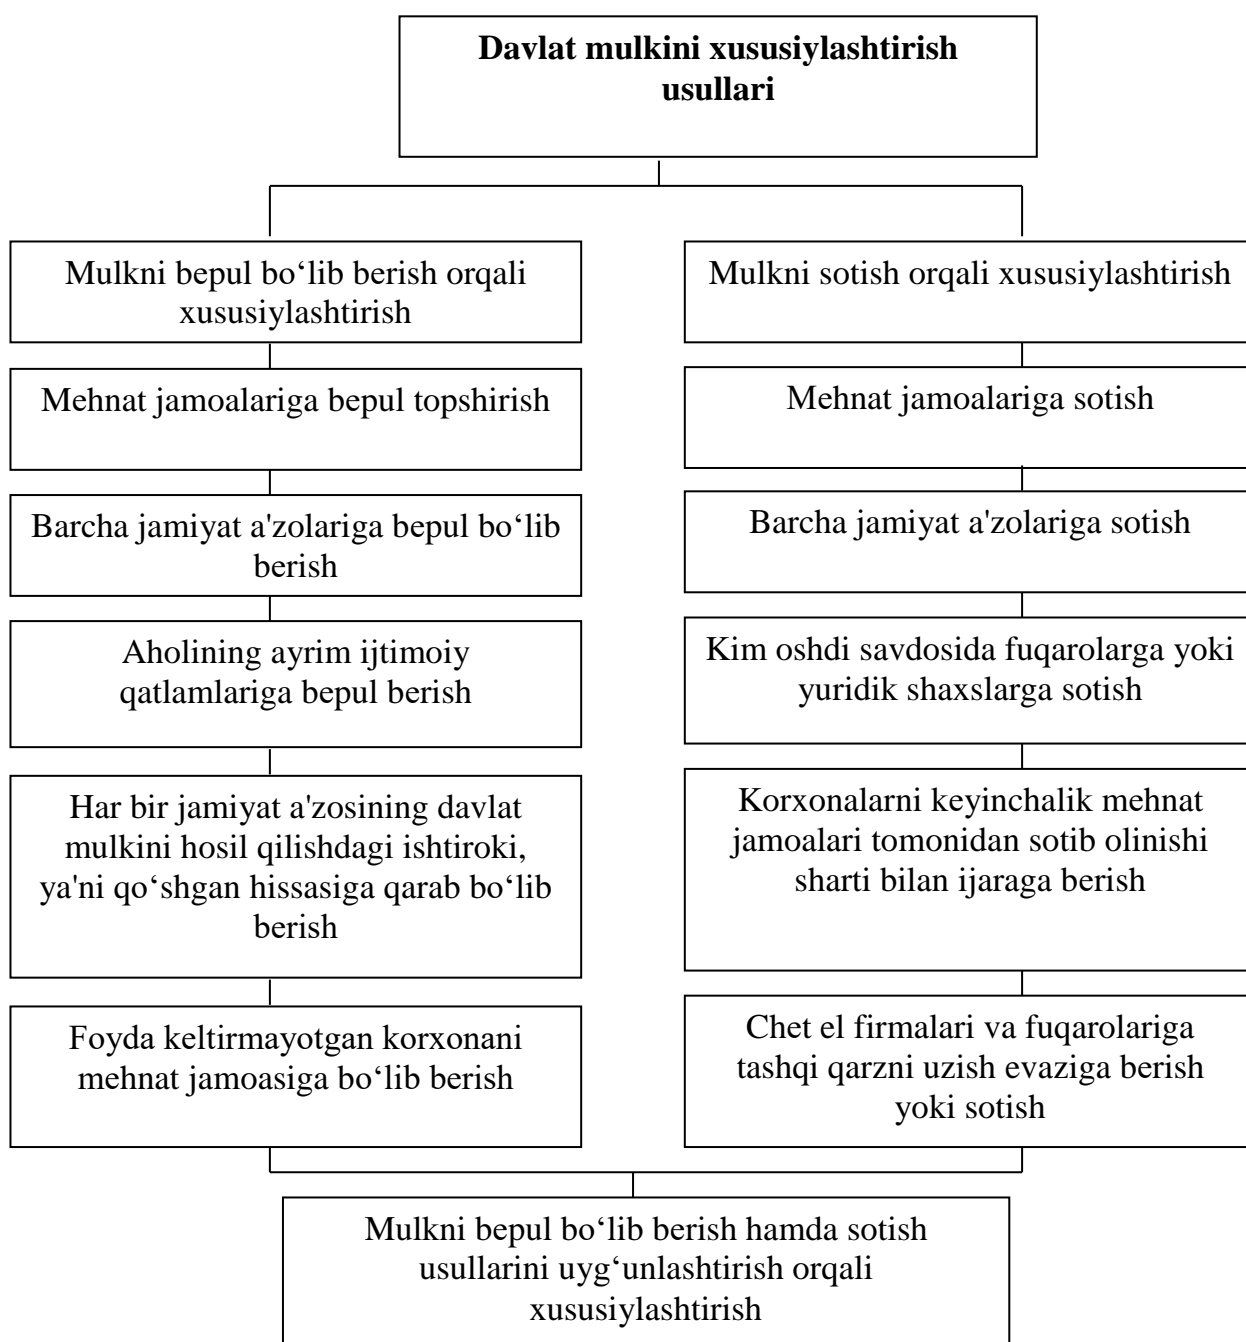 Davlat mulkini xususiylashtirish
usullari
Mulkni bepul bo‘lib berish orqali
xususiylashtirish
Mehnat jamoalariga bepul topshirish
Barcha jamiyat a'zolariga bepul bo‘lib
berish
Aholining ayrim ijtimoiy
qatlamlariga bepul berish
Har bir jamiyat a'zosining davlat
mulkini hosil qilishdagi ishtiroki,
ya'ni qo‘shgan hissasiga qarab bo‘lib
berish
Foyda keltirmayotgan korxonani
mehnat jamoasiga bo‘lib berish
Mulkni sotish orqali xususiylashtirish
Mehnat jamoalariga sotish
Barcha jamiyat a'zolariga sotish
Kim oshdi savdosida fuqarolarga yoki
yuridik shaxslarga sotish
Korxonalarni keyinchalik mehnat
jamoalari tomonidan sotib olinishi
sharti bilan ijaraga berish
Chet el firmalari va fuqarolariga
tashqi qarzni uzish evaziga berish
yoki sotish
Mulkni bepul bo‘lib berish hamda sotish
usullarini uyg‘unlashtirish orqali
xususiylashtirish